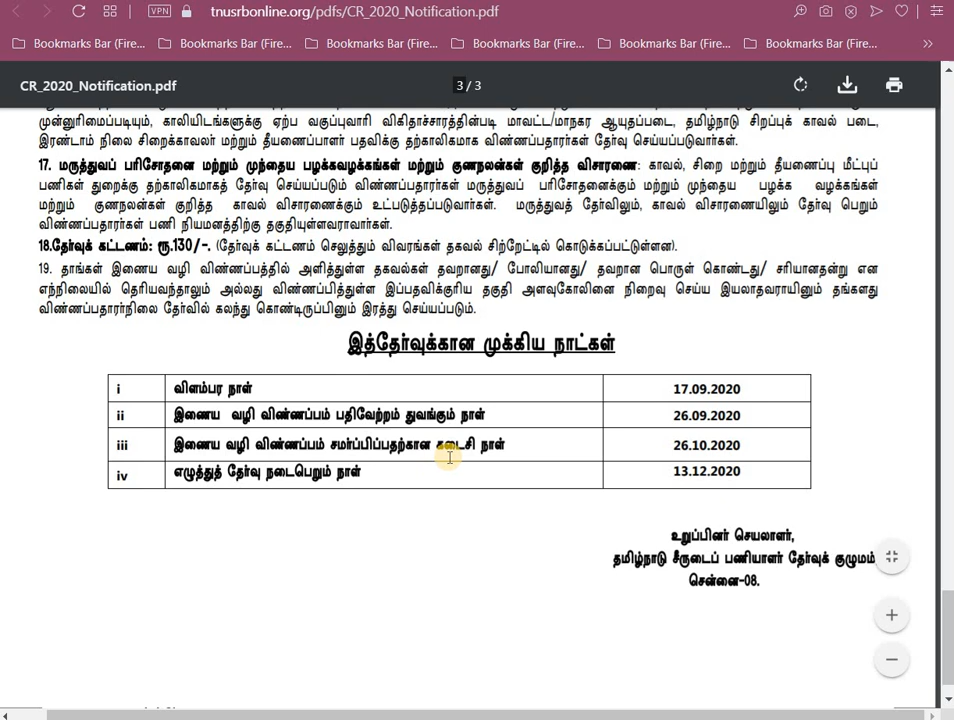 VPN tnusrbonline.org/pdfs/CR_2020_Notification.pdf
Bookmarks Bar (Fire... Bookmarks Bar (Fire... Bookmarks Bar (Fire... Bookmarks Bar (Fire... Bookmarks Bar (Fire... Bookmarks Bar (Fire... »
CR_2020_Notification.pdf 3 / 3
முன்னுரிமைப்படியும், காலியிடங்களுக்கு ஏற்ப வகுப்புவாரி விகிதாச்சாரத்தின்படி மாவட்ட/மாநகர ஆயுதப்படை, தமிழ்நாடு சிறப்புக் காவல் படை,
இரண்டாம் நிலை சிறைக்காவலர் மற்றும் தீயணைப்பாளர் பதவிக்கு தற்காலிகமாக விண்ணப்பதாரர்கள் தேர்வு செய்யப்படுவார்கள்.
17. மருத்துவப் பரிசோதனை மற்றும் முந்தைய பழக்கவழக்கங்கள் மற்றும் குணநலன்கள் குறித்த விசாரணை: காவல், சிறை மற்றும் தீயணைப்பு மீட்புப்
பணிகள் துறைக்கு தற்காலிகமாகத் தேர்வு செய்யப்படும் விண்ணப்பதாரர்கள் மருத்துவப் பரிசோதனைக்கும் மற்றும் முந்தைய பழக்க வழக்கங்கள்
மற்றும் குணநலன்கள் குறித்த காவல் விசாரணைக்கும் உட்படுத்தப்படுவார்கள். மருத்துவத் தேர்விலும், காவல் விசாரணையிலும் தேர்வு பெறும்
விண்ணப்பதாரர்கள் பணி நியமனத்திற்கு தகுதியுள்ளவராவார்கள்.
18.தேர்வுக் கட்டணம்: ரூ.130/-. (தேர்வுக் கட்டணம் செலுத்தும் விவரங்கள் தகவல் சிற்றேட்டில் கொடுக்கப்பட்டுள்ளன).
19. தாங்கள் இணைய வழி விண்ணப்பத்தில் அளித்துள்ள தகவல்கள் தவறானது/ போலியானது/ தவறான பொருள் கொண்டது/ சரியானதன்று என
எந்நிலையில் தெரியவந்தாலும் அல்லது விண்ணப்பித்துள்ள இப்பதவிக்குரிய தகுதி அளவுகோலினை நிறைவு செய்ய இயலாதவராயினும் தங்களது
விண்ணப்பதாரர்நிலை தேர்வில் கலந்து கொண்டிருப்பினும் இரத்து செய்யப்படும்.
இத்தேர்வுக்கான முக்கிய நாட்கள்
i விளம்பர நாள் 17.09.2020
ii இணைய வழி விண்ணப்பம் பதிவேற்றம் துவங்கும் நாள் 26.09.2020
iii இணைய வழி விண்ணப்பம் சமர்ப்பிப்பதற்கான கடைசி நாள் 26.10.2020
iv எழுத்துத் தேர்வு நடைபெறும் நாள் 13.12.2020
உறுப்பினர் செயலாளர்,
தமிழ்நாடு சீருடைப் பணியாளர் தேர்வுக் குழுமம்
சென்னை-08.